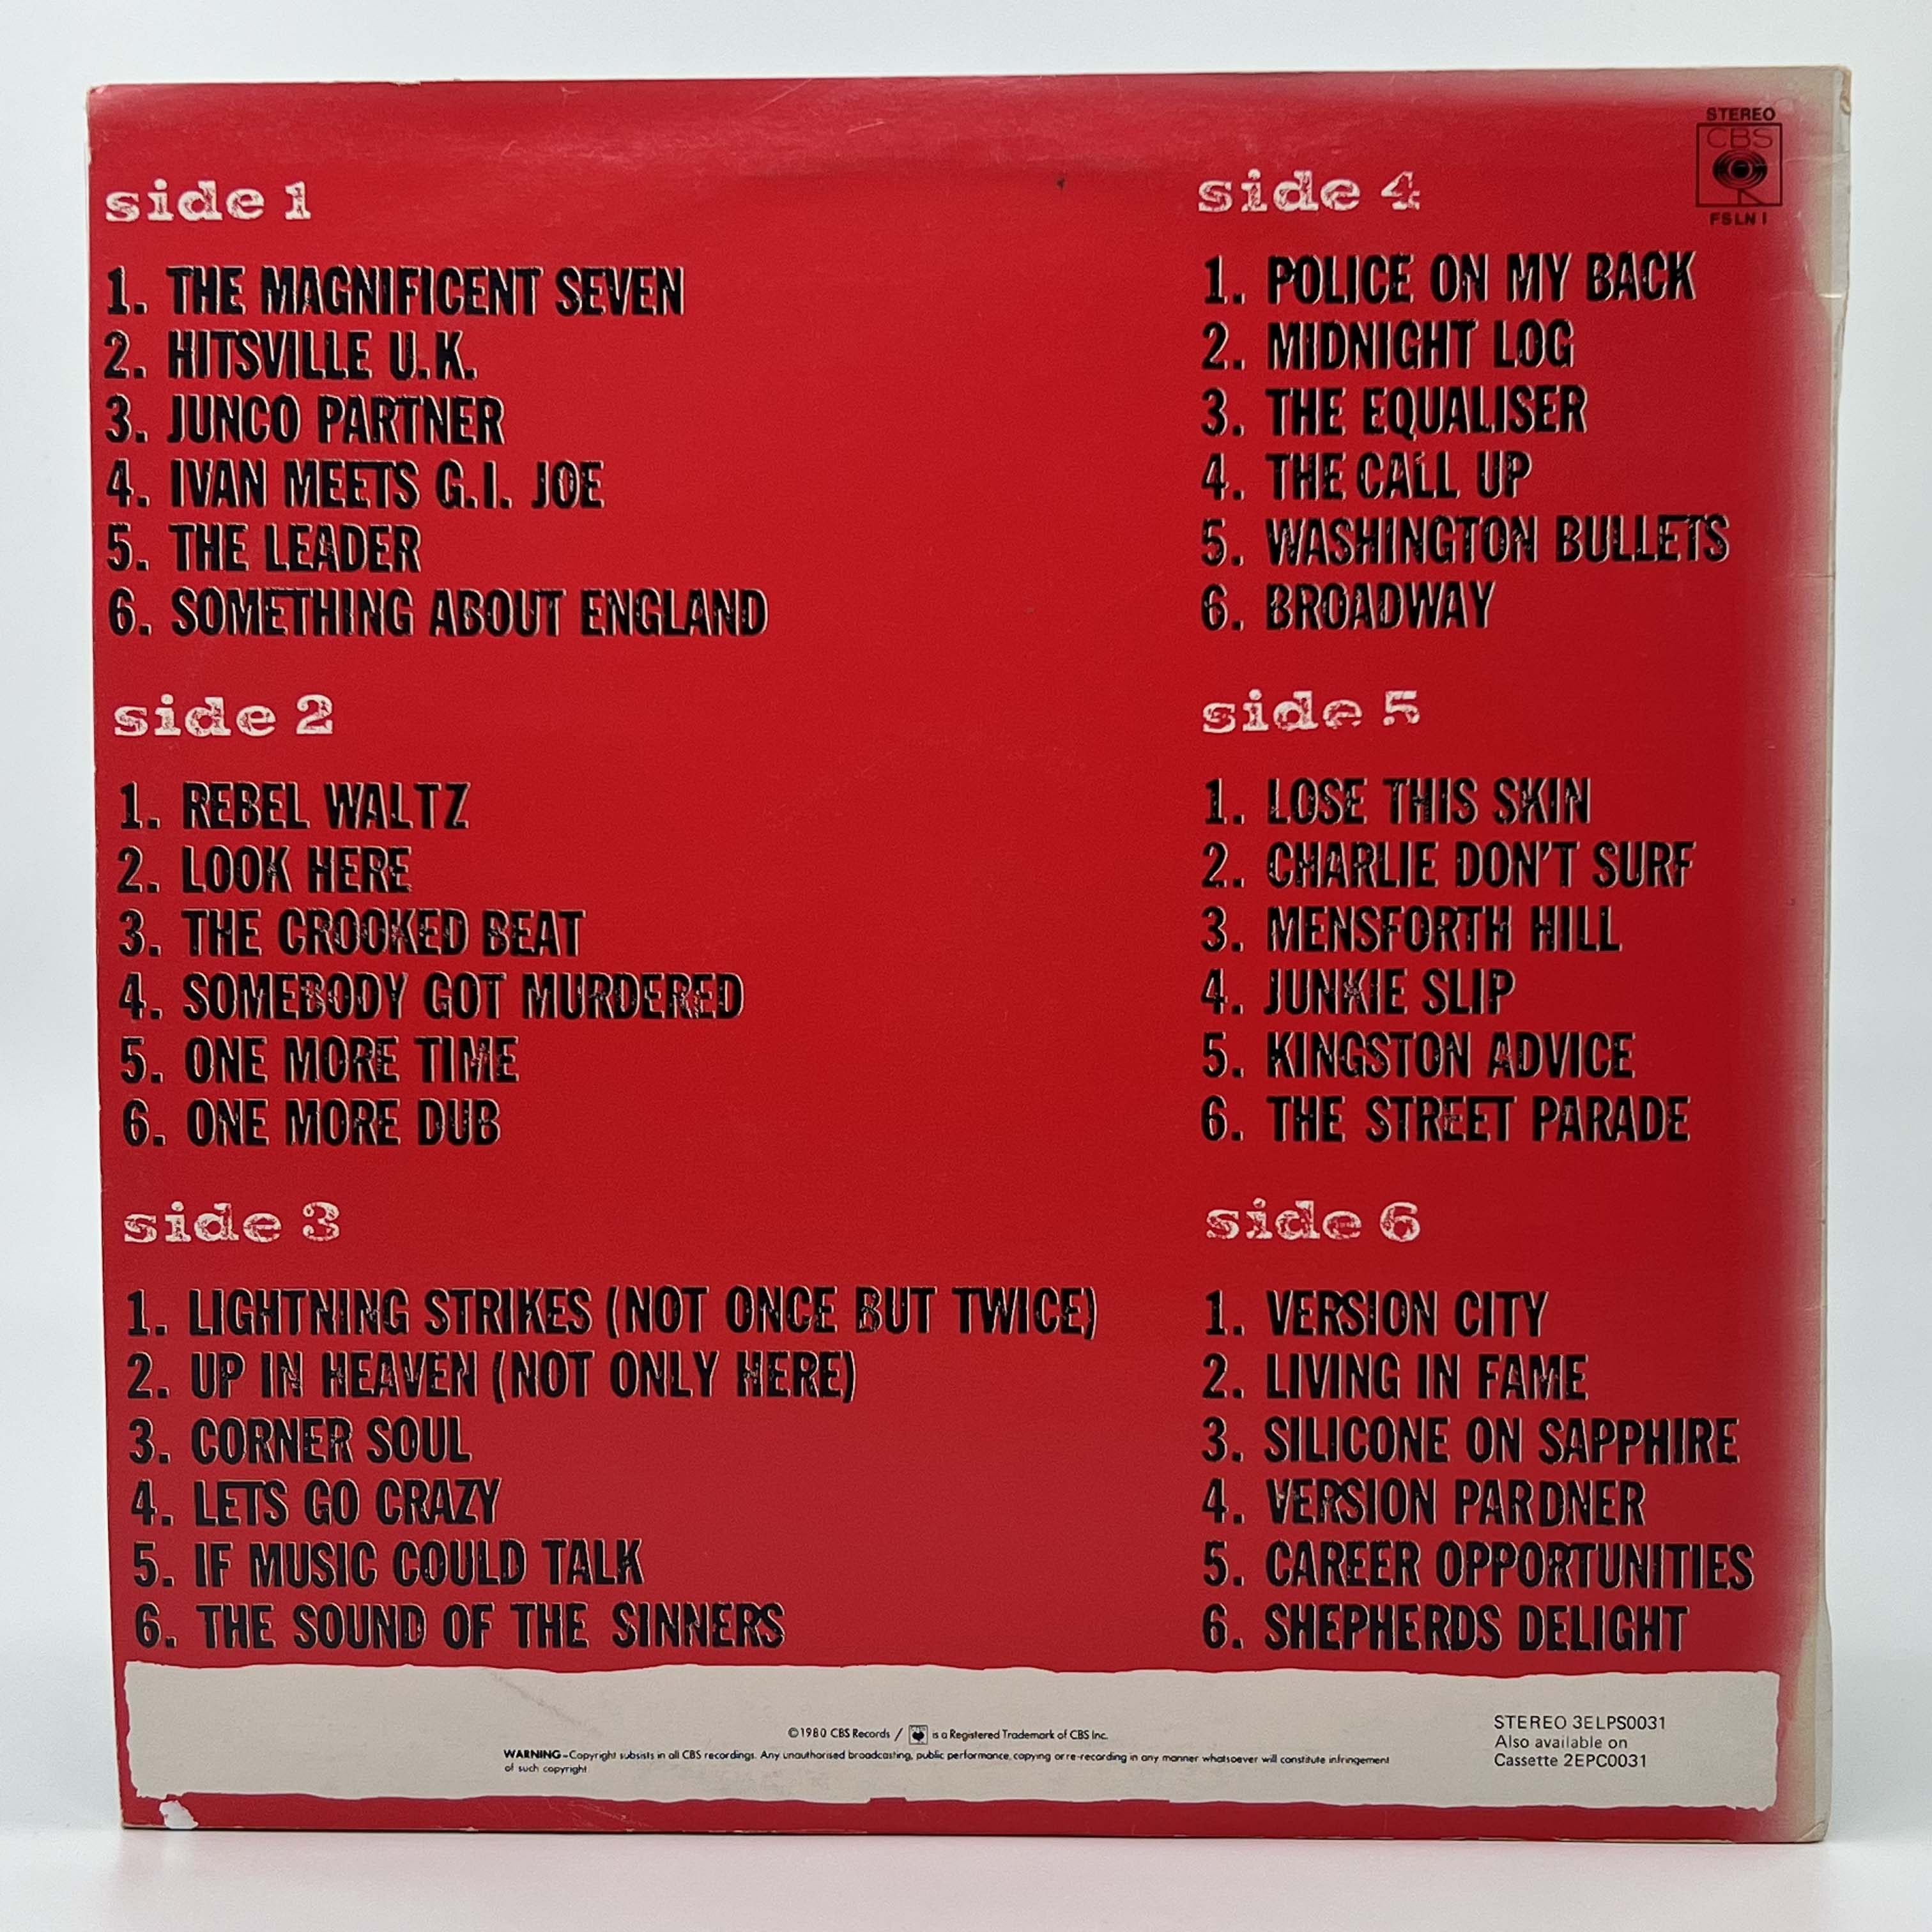 side 1
1. THE MAGNIFICENT SEVEN
2. HITSVILLE U.K.
3. JUNCO PARTNER
4. IVAN MEETS G.I. JOE
5. THE LEADER
6. SOMETHING ABOUT ENGLAND
side 2
1. REBEL WALTZ
2. LOOK HERE
3. THE CROOKED BEAT
4. SOMEBODY GOT MURDERED
5. ONE MORE TIME
6. ONE MORE DUB
side 3
1. LIGHTNING STRIKES (NOT ONCE BUT TWICE)
2. UP IN HEAVEN (NOT ONLY HERE)
3. CORNER SOUL
4. LETS GO CRAZY
5. IF MUSIC COULD TALK
6. THE SOUND OF THE SINNERS
STEREO
CBS
FSLN 1
side 4
1. POLICE ON MY BACK
2. MIDNIGHT LOG
3. THE EQUALISER
4. THE CALL UP
5. WASHINGTON BULLETS
6. BROADWAY
side 5
1. LOSE THIS SKIN
2. CHARLIE DON'T SURF
3. MENSFORTH HILL
4. JUNKIE SLIP
5. KINGSTON ADVICE
6. THE STREET PARADE
side 6
1. VERSION CITY
2. LIVING IN FAME
3. SILICONE ON SAPPHIRE
4. VERSION PARDNER
5. CAREER OPPORTUNITIES
6. SHEPHERDS DELIGHT
©1980 CBS Records / is a Registered Trademark of CBS Inc.
WARNING–Copyright subsists in all CBS recordings. Any unauthorised broadcasting, public performance, copying or re-recording in any manner whatsoever will constitute infringement
of such copyright
STEREO 3ELPS0031
Also available on
Cassette 2EPC0031